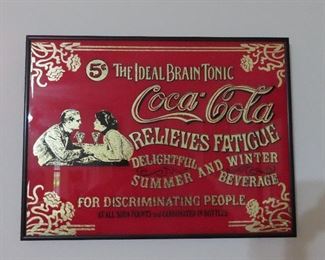 5¢ THE IDEAL BRAIN TONIC
Coca-Cola
RELIEVES FATIGUE
DELIGHTFUL
SUMMER AND WINTER
BEVERAGE
FOR DISCRIMINATING PEOPLE
AT ALL SODA FOUNTS and CARBONATED IN BOTTLES